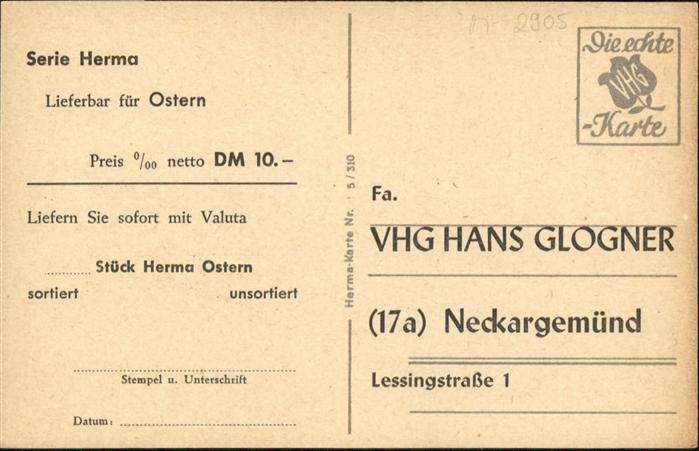 Serie Herma
Lieferbar für Ostern
Preis ⁰/₀₀ netto DM 10.–
Liefern Sie sofort mit Valuta
............ Stück Herma Ostern
sortiert unsortiert
Stempel u. Unterschrift
Datum:
Herma-Karte Nr. 5/310
2905
Die echte
VHG
-Karte
Fa.
VHG HANS GLOGNER
(17a) Neckargemünd
Lessingstraße 1